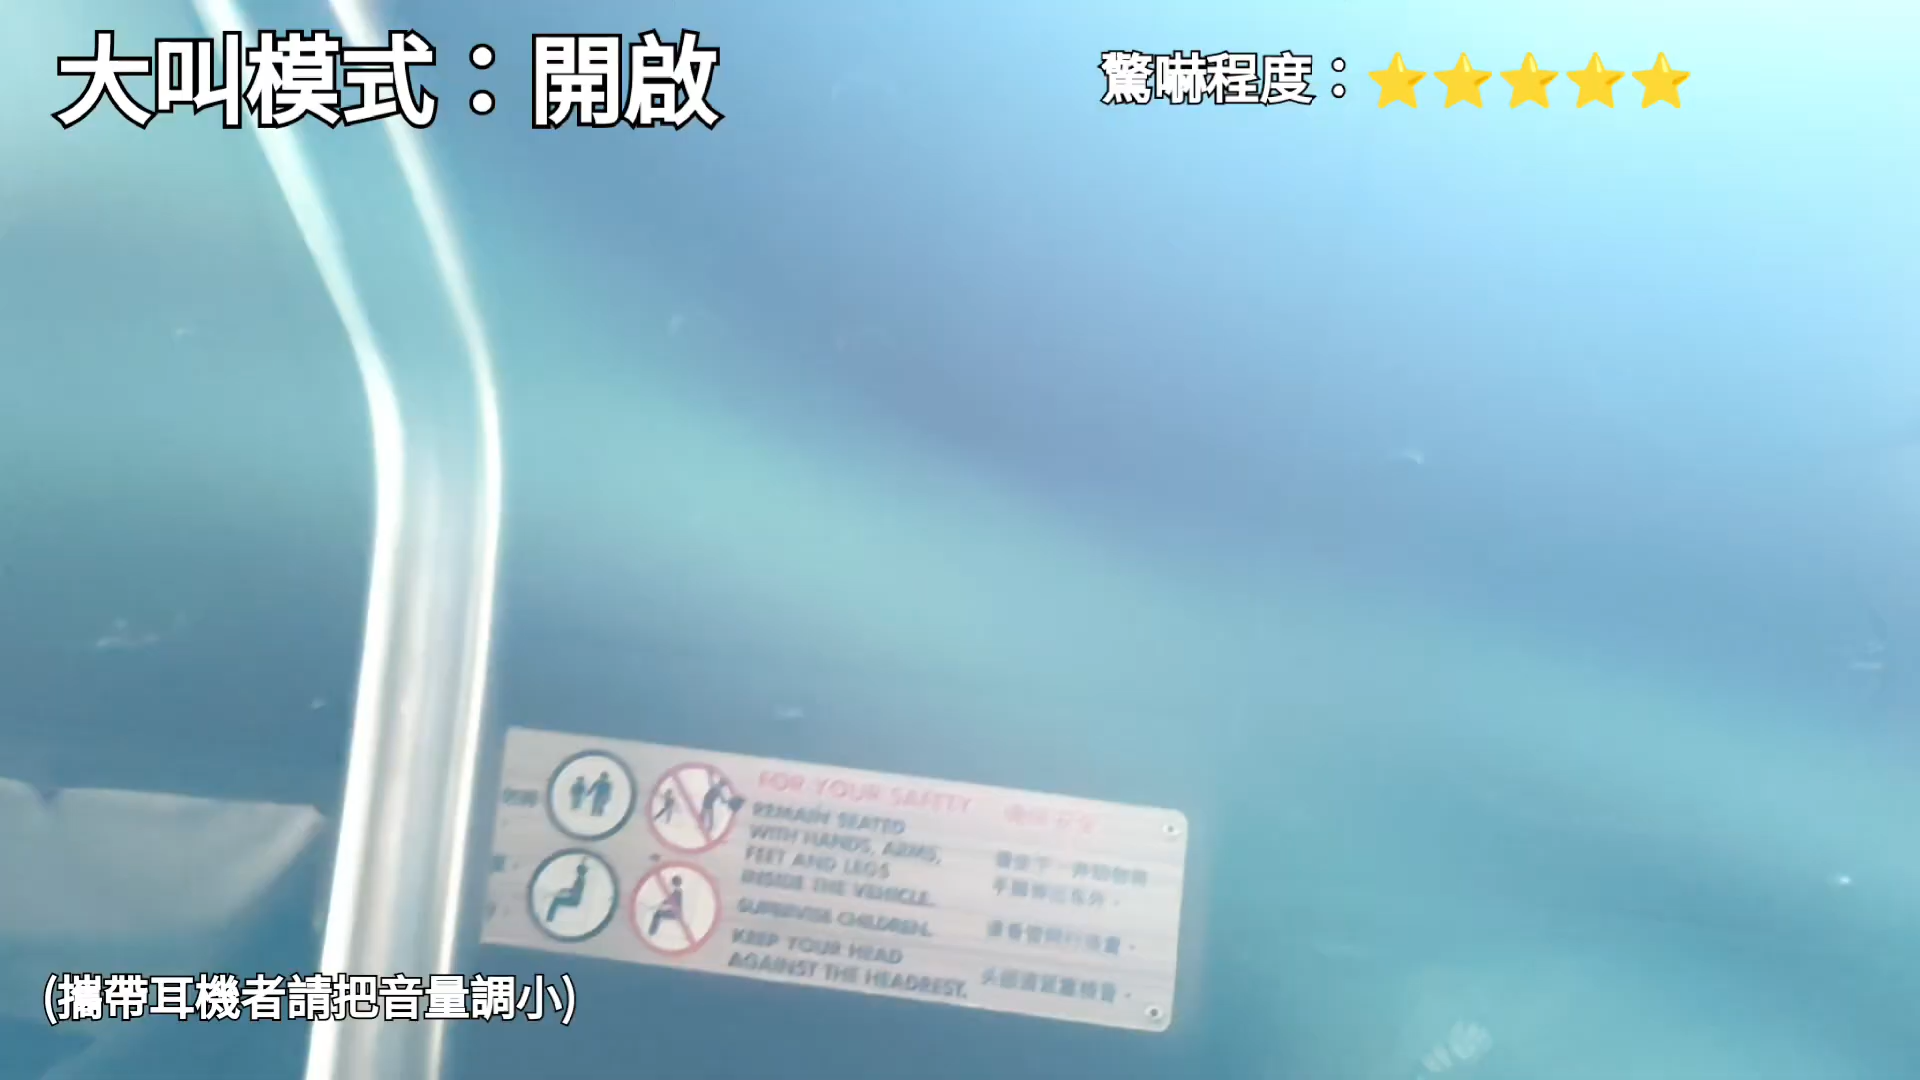 大叫模式：開啟
驚嚇程度：⭐⭐⭐⭐⭐
FOR YOUR SAFETY
REMAIN SEATED
WITH HANDS, ARMS,
FEET AND LEGS
INSIDE THE VEHICLE.
SUPERVISE CHILDREN.
KEEP YOUR HEAD
AGAINST THE HEADREST.
(攜帶耳機者請把音量調小)